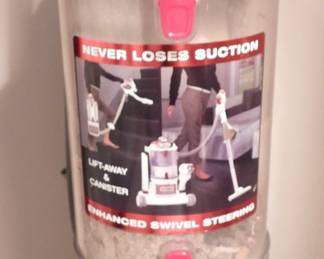 NEVER LOSES SUCTION
LIFT-AWAY
&
CANISTER
ENHANCED SWIVEL STEERING